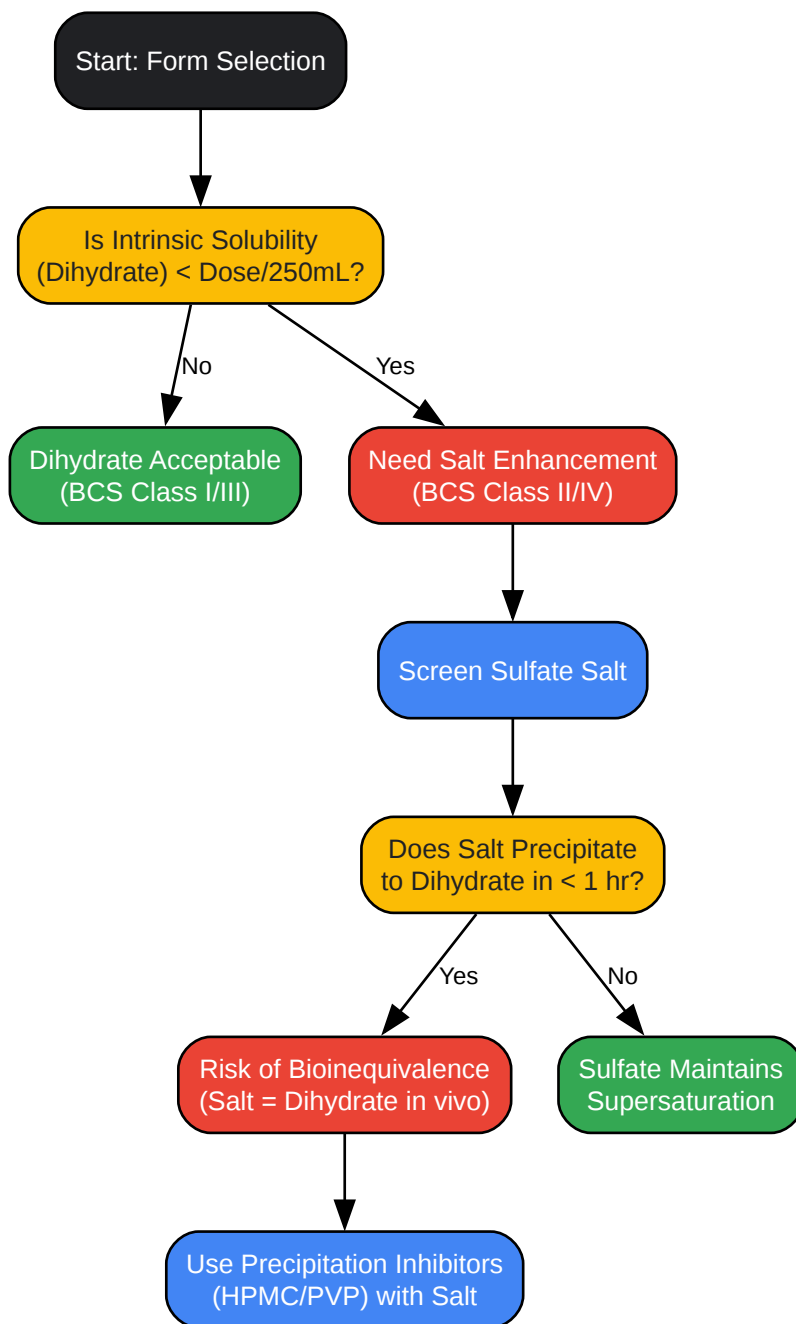 Start: Form Selection
Is Intrinsic Solubility
(Dihydrate) < Dose/250mL?
No
Yes
Dihydrate Acceptable
(BCS Class I/III)
Need Salt Enhancement
(BCS Class II/IV)
Screen Sulfate Salt
Does Salt Precipitate
to Dihydrate in < 1 hr?
Yes
No
Risk of Bioinequivalence
(Salt = Dihydrate in vivo)
Sulfate Maintains
Supersaturation
Use Precipitation Inhibitors
(HPMC/PVP) with Salt